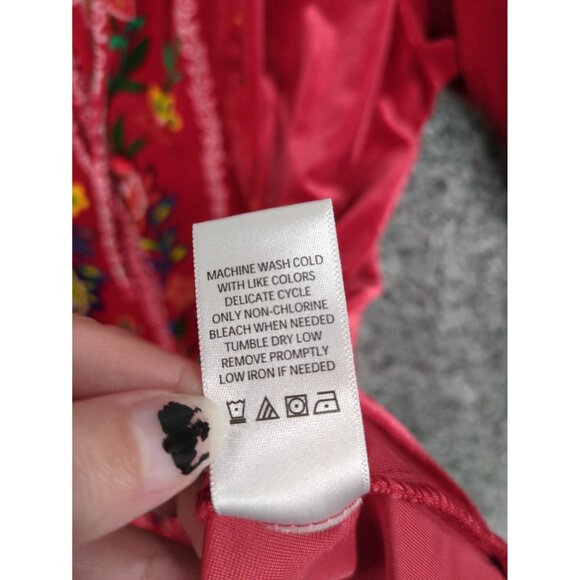 MACHINE WASH COLD
WITH LIKE COLORS
DELICATE CYCLE
ONLY NON-CHLORINE
BLEACH WHEN NEEDED
TUMBLE DRY LOW
REMOVE PROMPTLY
LOW IRON IF NEEDED